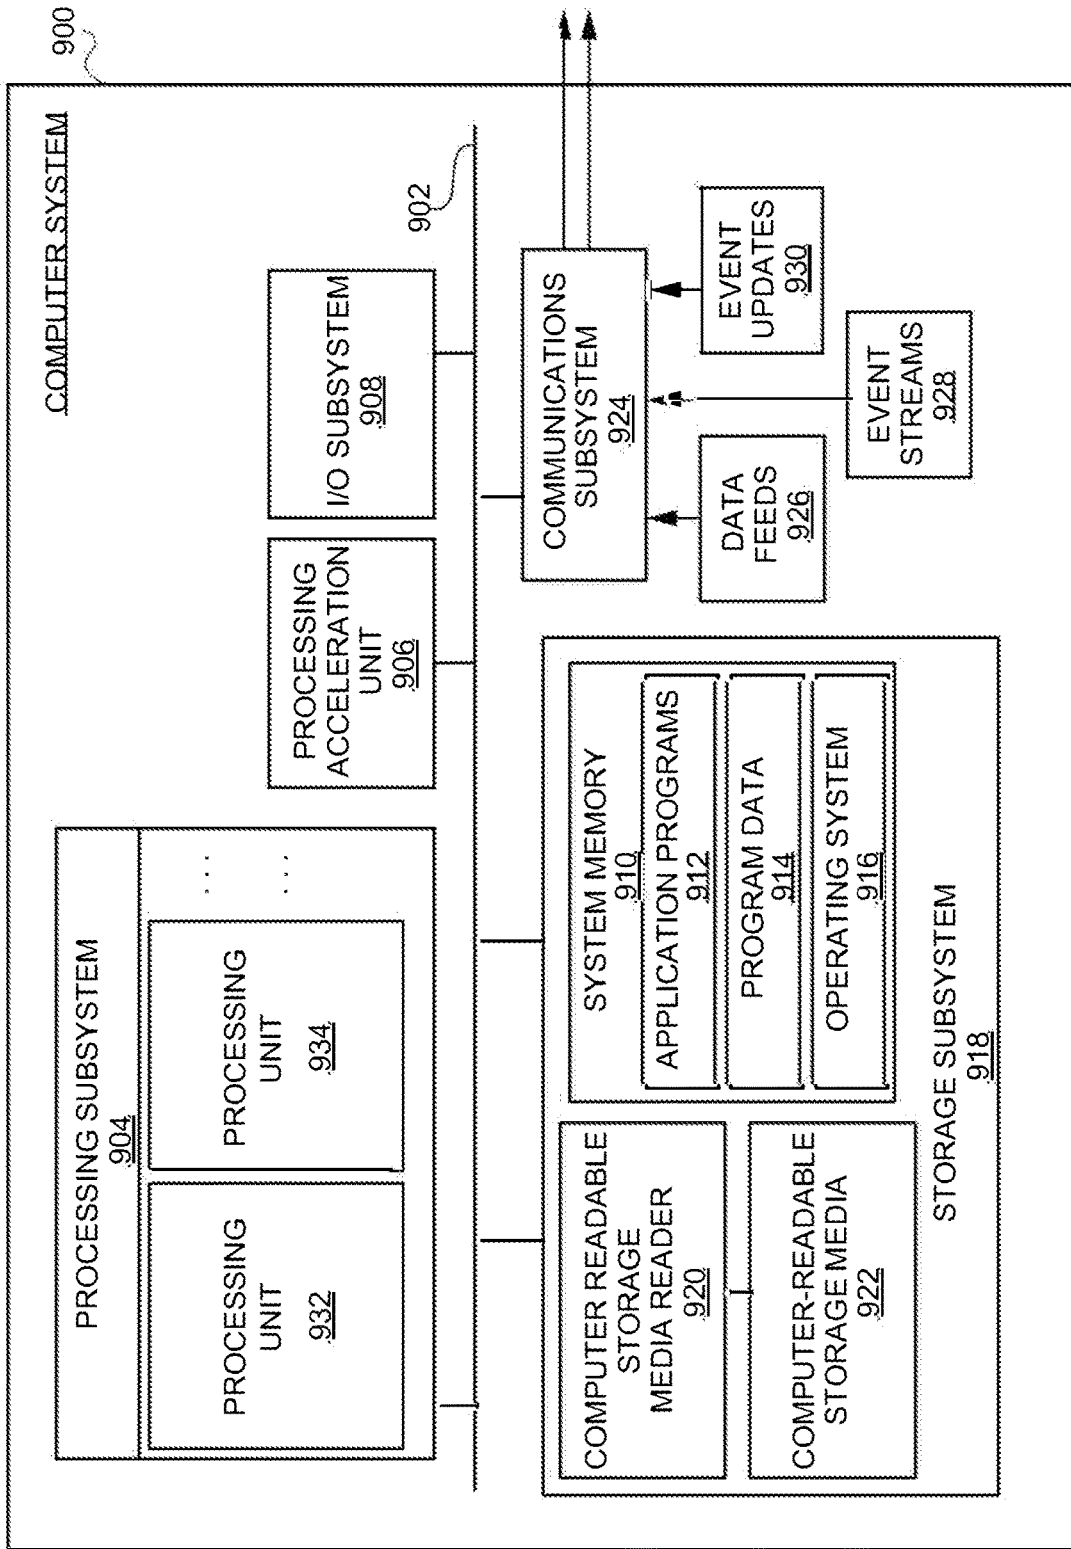 900
COMPUTER SYSTEM
PROCESSING SUBSYSTEM
904
PROCESSING
UNIT
932
PROCESSING
UNIT
934
. . .
. . .
PROCESSING
ACCELERATION
UNIT
906
I/O SUBSYSTEM
908
902
COMPUTER READABLE
STORAGE
MEDIA READER
920
COMPUTER-READABLE
STORAGE MEDIA
922
SYSTEM MEMORY
910
APPLICATION PROGRAMS
912
PROGRAM DATA
914
OPERATING SYSTEM
916
STORAGE SUBSYSTEM
918
COMMUNICATIONS
SUBSYSTEM
924
DATA
FEEDS
926
EVENT
STREAMS
928
EVENT
UPDATES
930